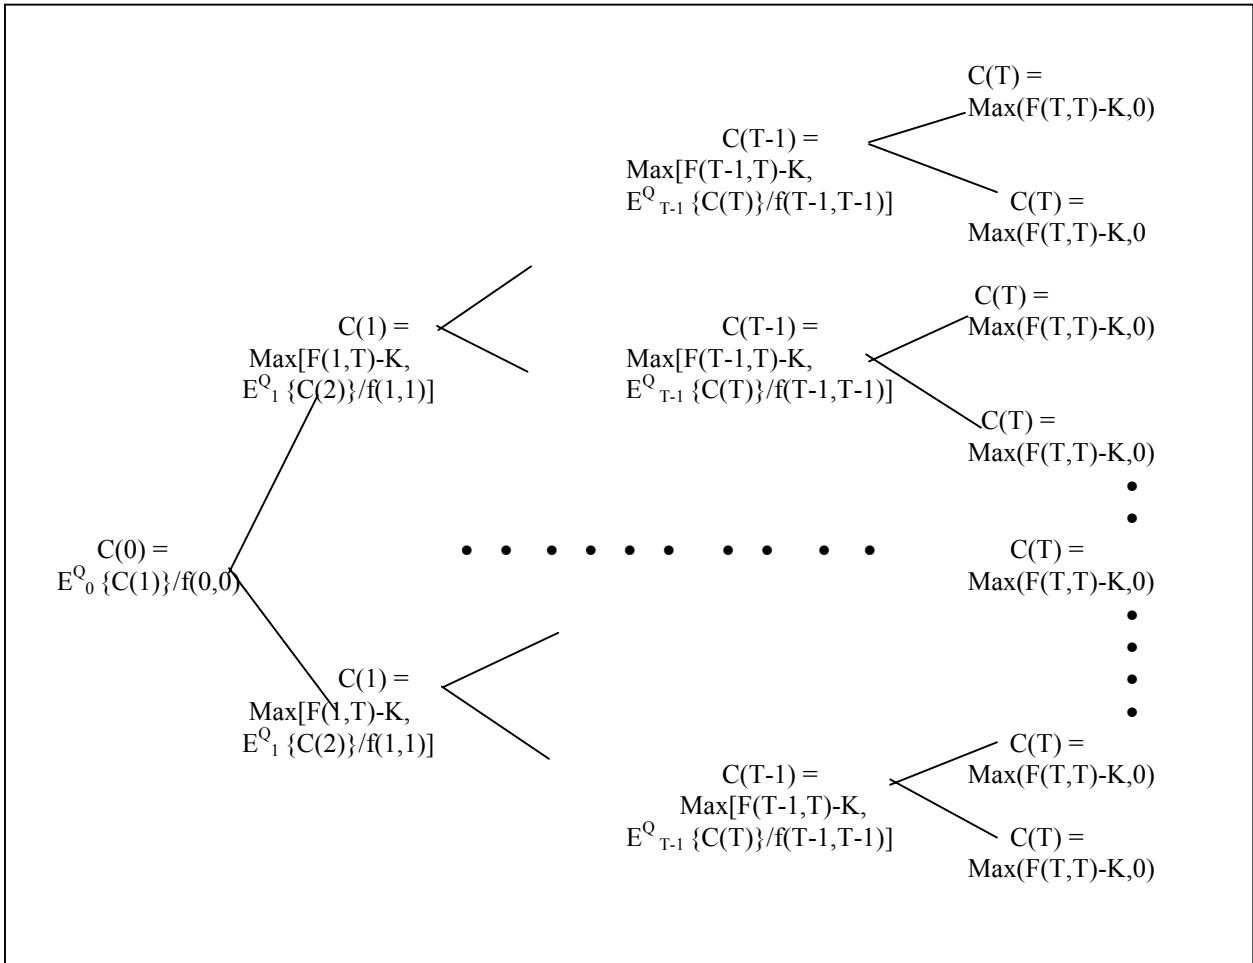 C(T) =
Max(F(T,T)-K,0)
C(T-1) =
Max[F(T-1,T)-K,
E^Q_T-1 {C(T)}/f(T-1,T-1)]
C(T) =
Max(F(T,T)-K,0
C(1) =
Max[F(1,T)-K,
E^Q_1 {C(2)}/f(1,1)]
C(T-1) =
Max[F(T-1,T)-K,
E^Q_T-1 {C(T)}/f(T-1,T-1)]
C(T) =
Max(F(T,T)-K,0)
C(T) =
Max(F(T,T)-K,0)
C(0) =
E^Q_0 {C(1)}/f(0,0)
C(T) =
Max(F(T,T)-K,0)
C(1) =
Max[F(1,T)-K,
E^Q_1 {C(2)}/f(1,1)]
C(T-1) =
Max[F(T-1,T)-K,
E^Q_T-1 {C(T)}/f(T-1,T-1)]
C(T) =
Max(F(T,T)-K,0)
C(T) =
Max(F(T,T)-K,0)